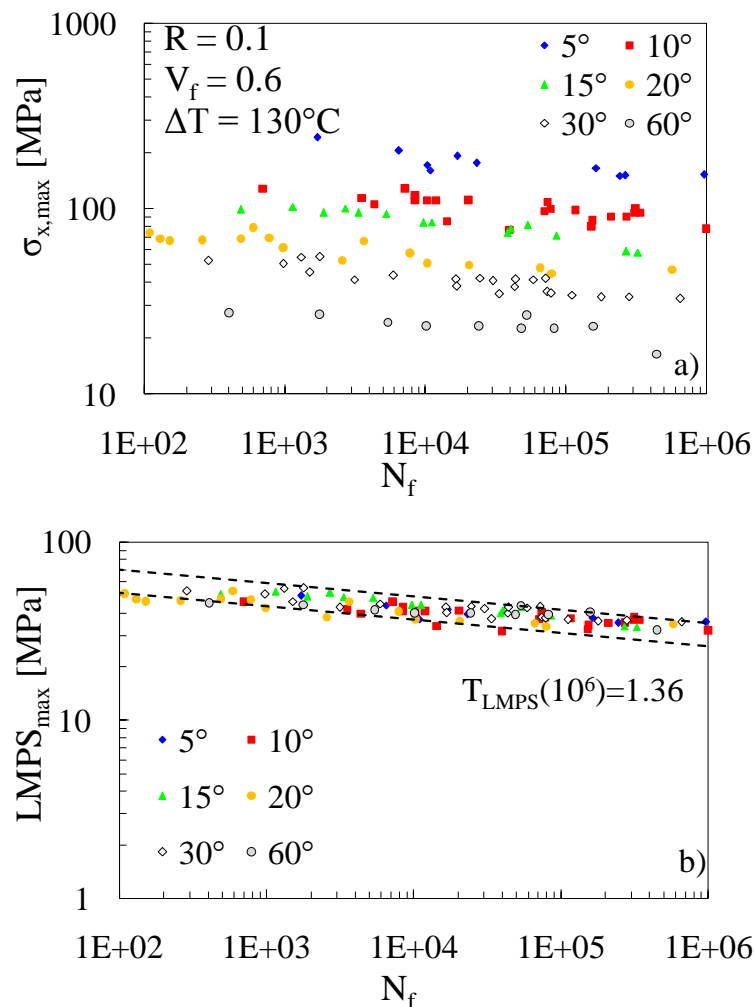 1000
R = 0.1
V_f = 0.6
ΔT = 130°C
5° 10°
15° 20°
30° 60°
σ_x,max [MPa]
100
10
a)
1E+02 1E+03 1E+04 1E+05 1E+06
N_f
100
LMPS_max [MPa]
T_LMPS(10⁶)=1.36
10
5° 10°
15° 20°
30° 60°
b)
1
1E+02 1E+03 1E+04 1E+05 1E+06
N_f